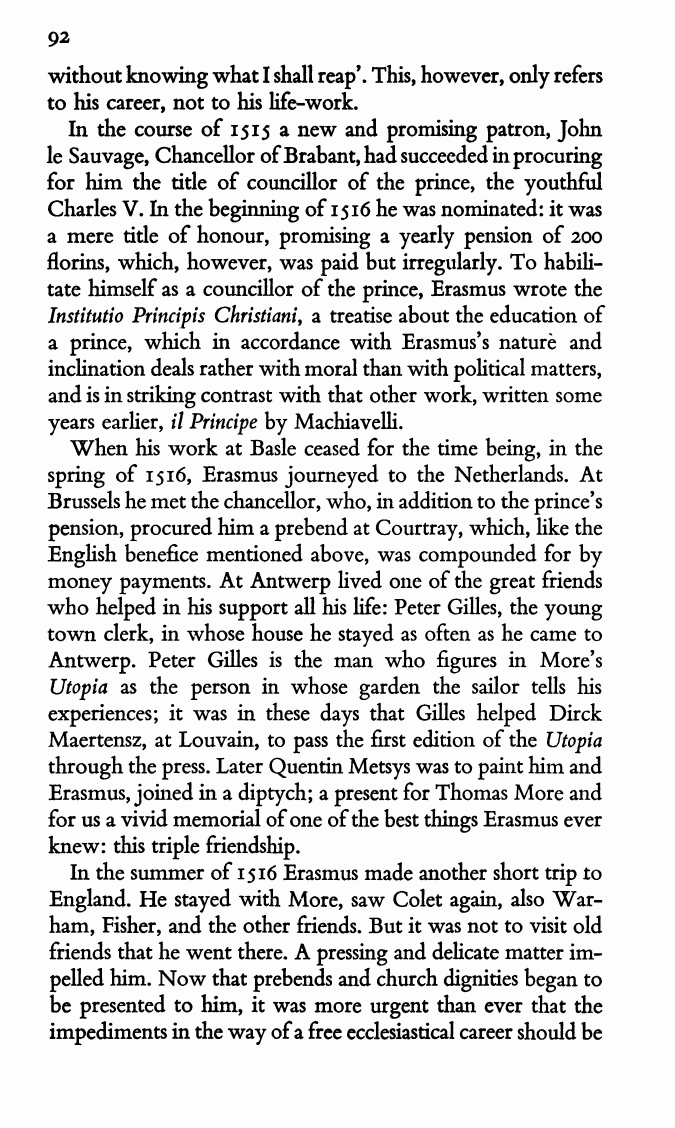 92
without knowing what I shall reap’. This, however, only refers
to his career, not to his life-work.
In the course of 1515 a new and promising patron, John
le Sauvage, Chancellor of Brabant, had succeeded in procuring
for him the title of councillor of the prince, the youthful
Charles V. In the beginning of 1516 he was nominated: it was
a mere title of honour, promising a yearly pension of 200
florins, which, however, was paid but irregularly. To habili-
tate himself as a councillor of the prince, Erasmus wrote the
Institutio Principis Christiani, a treatise about the education of
a prince, which in accordance with Erasmus’s naturè and
inclination deals rather with moral than with political matters,
and is in striking contrast with that other work, written some
years earlier, il Principe by Machiavelli.
When his work at Basle ceased for the time being, in the
spring of 1516, Erasmus journeyed to the Netherlands. At
Brussels he met the chancellor, who, in addition to the prince’s
pension, procured him a prebend at Courtray, which, like the
English benefice mentioned above, was compounded for by
money payments. At Antwerp lived one of the great friends
who helped in his support all his life: Peter Gilles, the young
town clerk, in whose house he stayed as often as he came to
Antwerp. Peter Gilles is the man who figures in More’s
Utopia as the person in whose garden the sailor tells his
experiences; it was in these days that Gilles helped Dirck
Maertensz, at Louvain, to pass the first edition of the Utopia
through the press. Later Quentin Metsys was to paint him and
Erasmus, joined in a diptych; a present for Thomas More and
for us a vivid memorial of one of the best things Erasmus ever
knew: this triple friendship.
In the summer of 1516 Erasmus made another short trip to
England. He stayed with More, saw Colet again, also War-
ham, Fisher, and the other friends. But it was not to visit old
friends that he went there. A pressing and delicate matter im-
pelled him. Now that prebends and church dignities began to
be presented to him, it was more urgent than ever that the
impediments in the way of a free ecclesiastical career should be